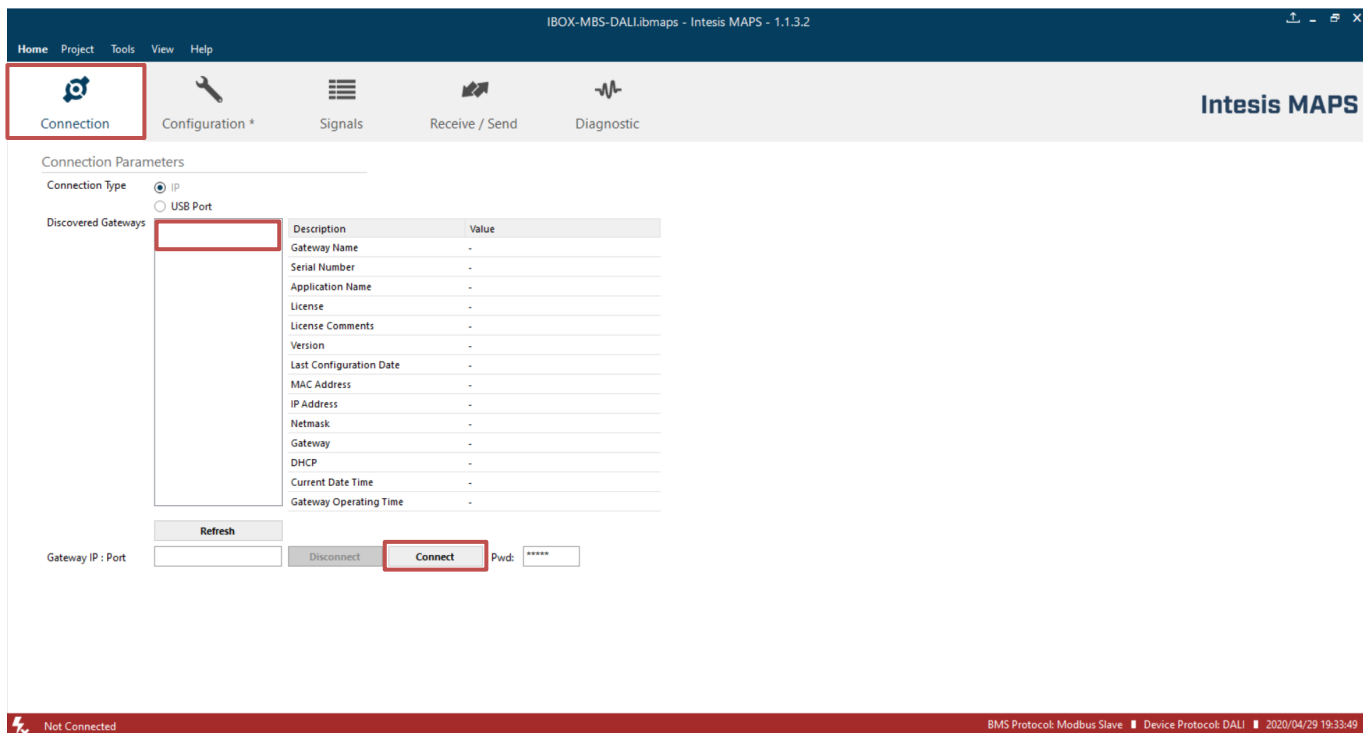 IBOX-MBS-DALI.ibmaps - Intesis MAPS - 1.1.3.2
Home Project Tools View Help
Connection Configuration * Signals Receive / Send Diagnostic
Intesis MAPS
Connection Parameters
Connection Type IP
USB Port
Discovered Gateways
Description Value
Gateway Name -
Serial Number -
Application Name -
License -
License Comments -
Version -
Last Configuration Date -
MAC Address -
IP Address -
Netmask -
Gateway -
DHCP -
Current Date Time -
Gateway Operating Time -
Refresh
Gateway IP : Port Disconnect Connect Pwd: *****
Not Connected BMS Protocol: Modbus Slave Device Protocol: DALI 2020/04/29 19:33:49